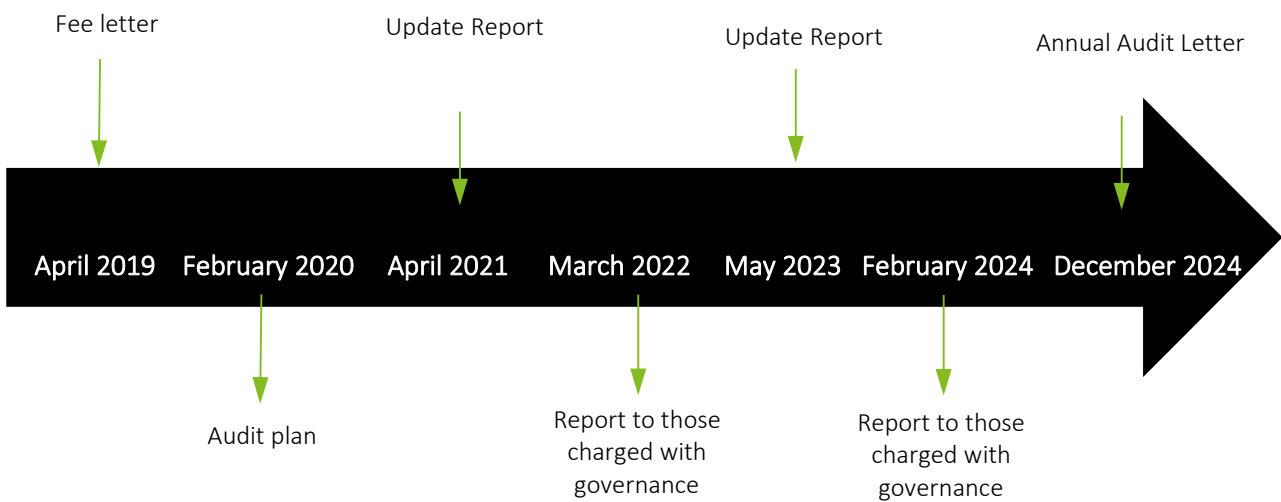 Fee letter
Update Report
Update Report
Annual Audit Letter
April 2019
February 2020
April 2021
March 2022
May 2023
February 2024
December 2024
Audit plan
Report to those
charged with
governance
Report to those
charged with
governance